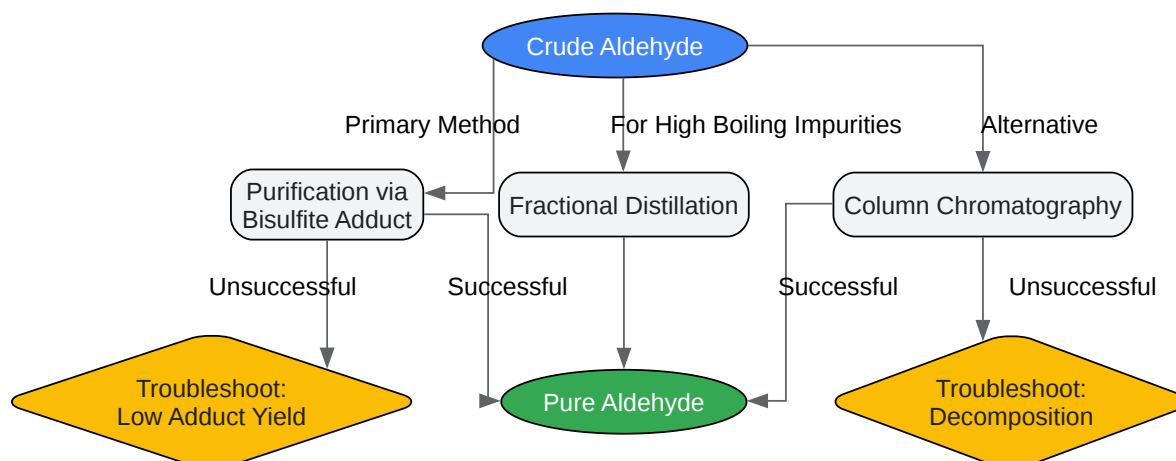 Crude Aldehyde
Primary Method
For High Boiling Impurities
Alternative
Purification via
Bisulfite Adduct
Fractional Distillation
Column Chromatography
Unsuccessful
Successful
Successful
Unsuccessful
Troubleshoot:
Low Adduct Yield
Pure Aldehyde
Troubleshoot:
Decomposition